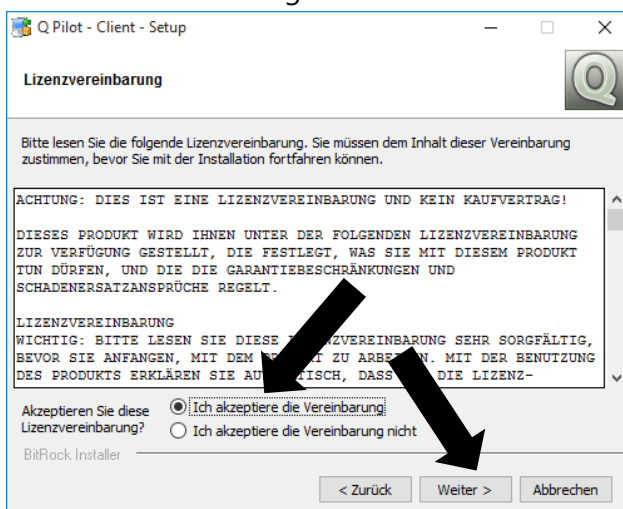 Q Pilot - Client - Setup
Lizenzvereinbarung
Q
Bitte lesen Sie die folgende Lizenzvereinbarung. Sie müssen dem Inhalt dieser Vereinbarung
zustimmen, bevor Sie mit der Installation fortfahren können.
ACHTUNG: DIES IST EINE LIZENZVEREINBARUNG UND KEIN KAUFVERTRAG!
DIESES PRODUKT WIRD IHNEN UNTER DER FOLGENDEN LIZENZVEREINBARUNG
ZUR VERFÜGUNG GESTELLT, DIE FESTLEGT, WAS SIE MIT DIESEM PRODUKT
TUN DÜRFEN, UND DIE DIE GARANTIEBESCHRÄNKUNGEN UND
SCHADENERSATZANSPRÜCHE REGELT.
LIZENZVEREINBARUNG
WICHTIG: BITTE LESEN SIE DIESE ZVEREINBARUNG SEHR SORGFÄLTIG,
BEVOR SIE ANFANGEN, MIT DEM ZU MIT DER BENUTZUNG
DES PRODUKTS ERKLÄREN SIE DIE LIZENZ-
Akzeptieren Sie diese
Lizenzvereinbarung?
Ich akzeptiere die Vereinbarung
Ich akzeptiere die Vereinbarung nicht
BitRock Installer
< Zurück
Weiter >
Abbrechen